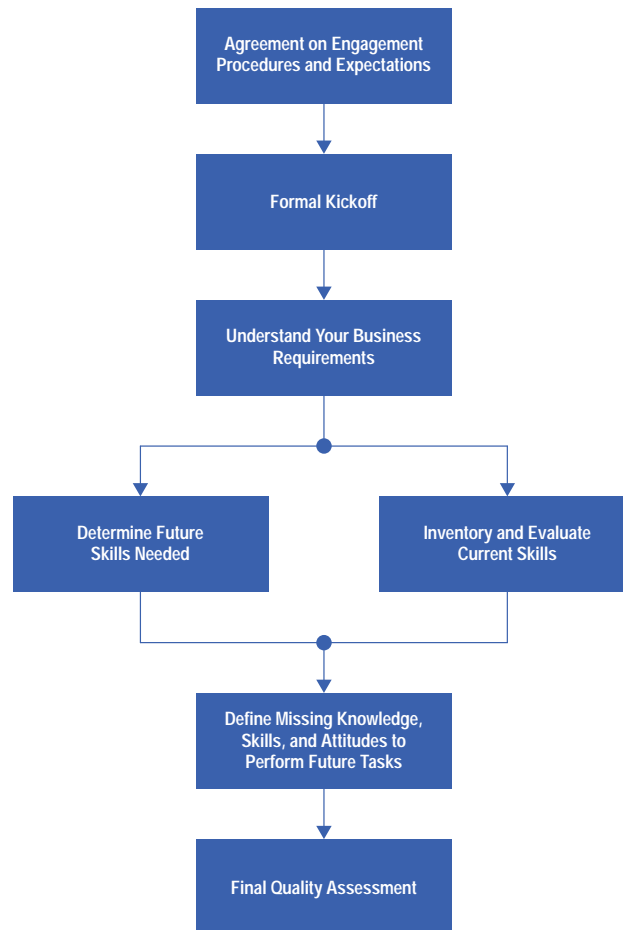 Agreement on Engagement
Procedures and Expectations
Formal Kickoff
Understand Your Business
Requirements
Determine Future
Skills Needed
Inventory and Evaluate
Current Skills
Define Missing Knowledge,
Skills, and Attitudes to
Perform Future Tasks
Final Quality Assessment